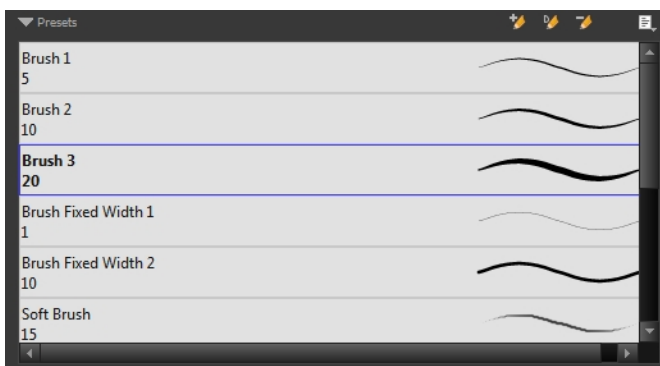 Presets
Brush 1
5
Brush 2
10
Brush 3
20
Brush Fixed Width 1
1
Brush Fixed Width 2
10
Soft Brush
15